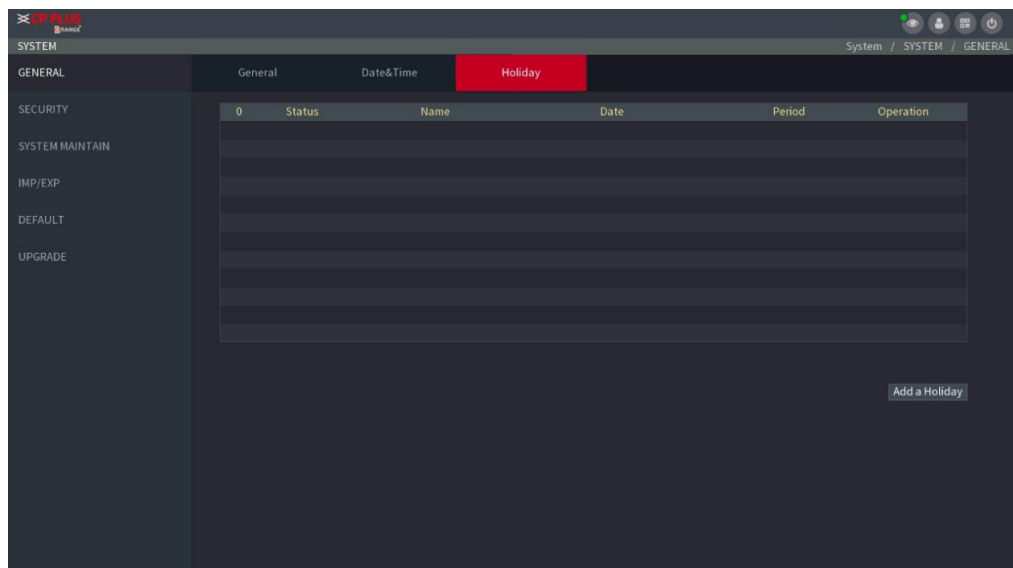 CP PLUS
ORANGE
SYSTEM
System / SYSTEM / GENERAL
GENERAL
General Date&Time Holiday
SECURITY
0 Status Name Date Period Operation
SYSTEM MAINTAIN
IMP/EXP
DEFAULT
UPGRADE
Add a Holiday